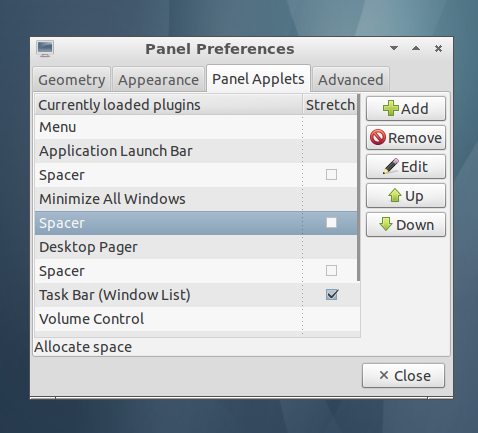 Panel Preferences
Geometry Appearance Panel Applets Advanced
Currently loaded plugins Stretch
Menu
Application Launch Bar
Spacer
Minimize All Windows
Spacer
Desktop Pager
Spacer
Task Bar (Window List)
Volume Control
Allocate space
Add
Remove
Edit
Up
Down
Close